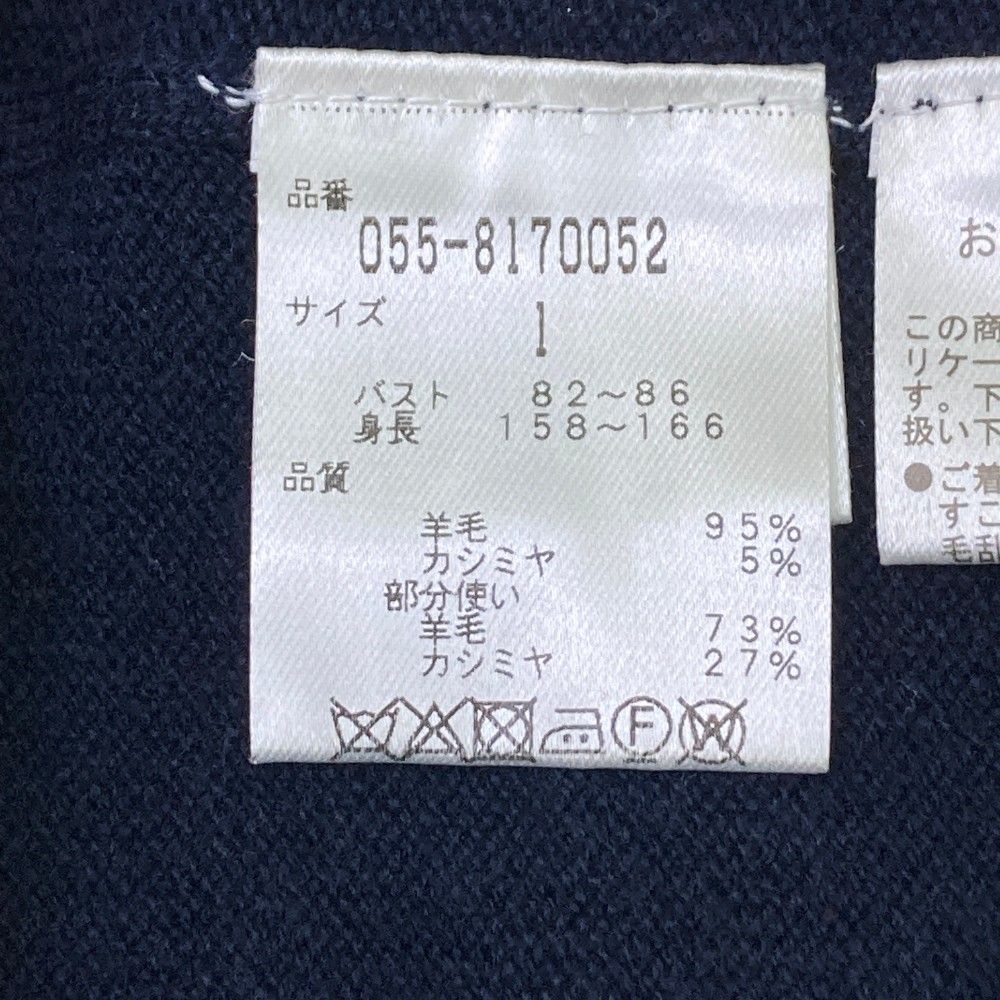 品番
055-8170052
サイズ 1
バスト 82～86
身長 158～166
品質
羊毛 95%
カシミヤ 5%
部分使い
羊毛 73%
カシミヤ 27%
F
W
お
この商
リケー
す。下
扱い下
●ご着
すこ
毛乱